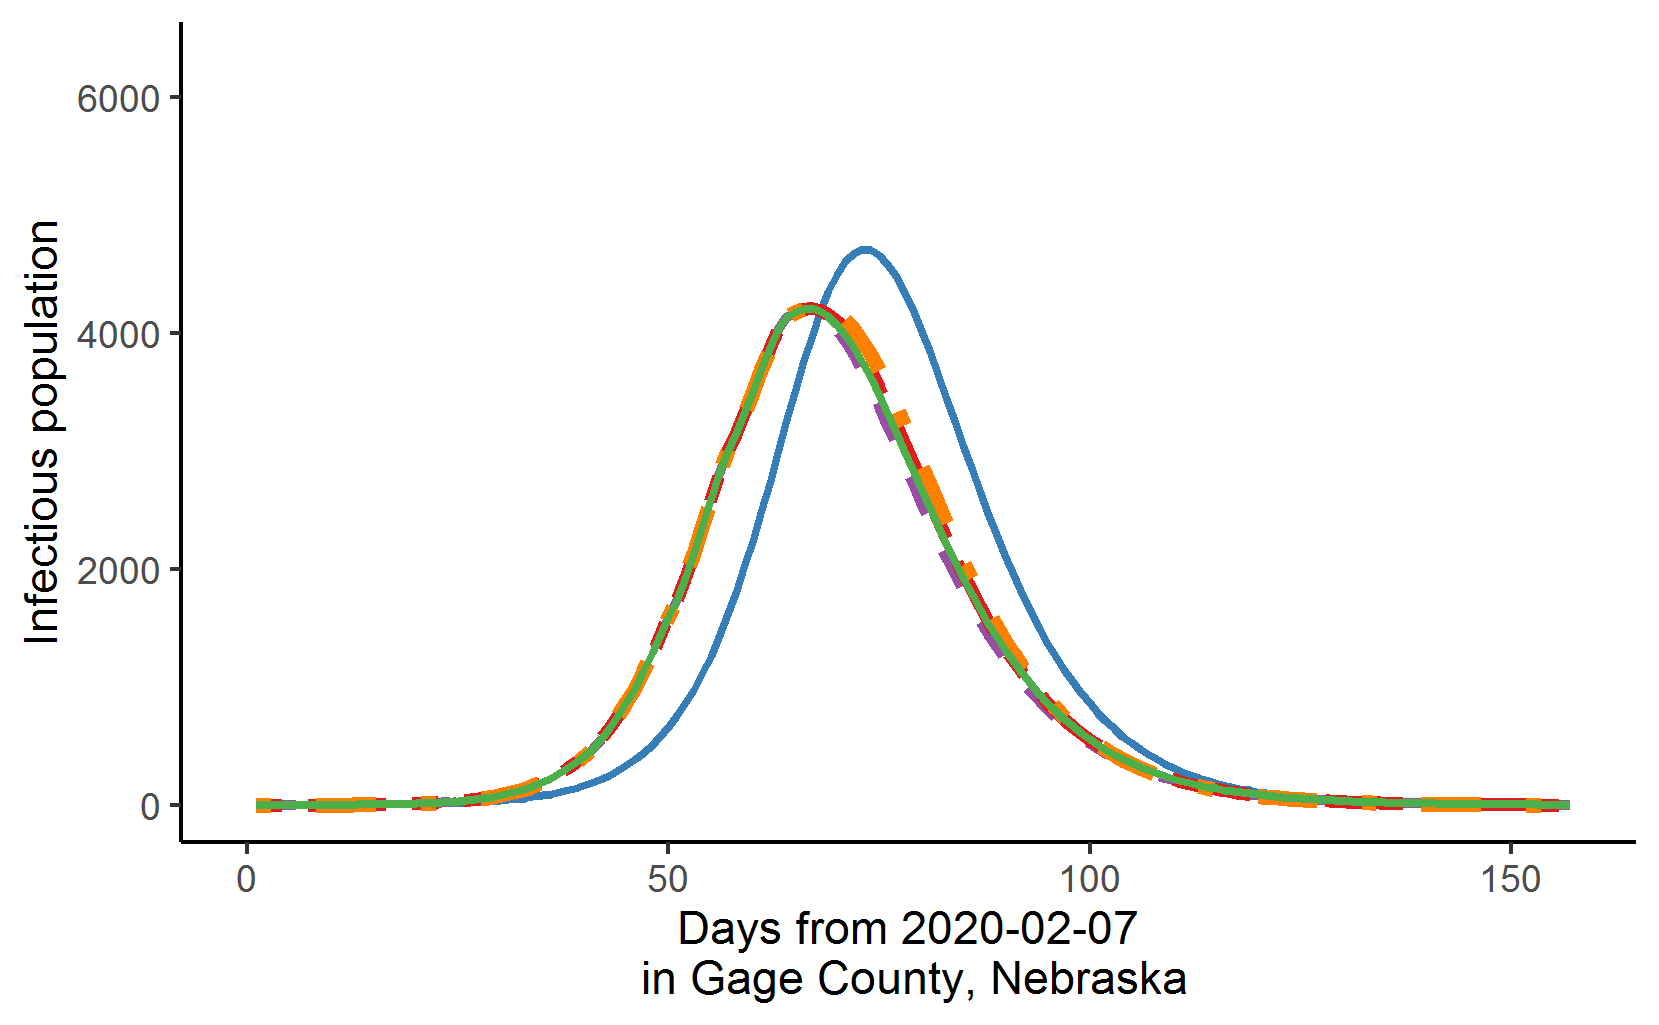 Infectious population
6000
4000
2000
0
0 50 100 150
Days from 2020-02-07
in Gage County, Nebraska